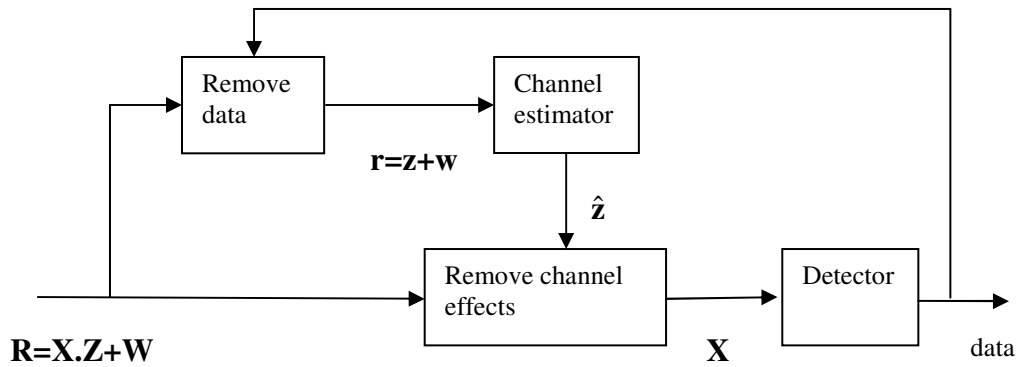 Remove
data
Channel
estimator
r=z+w
ẑ
Remove channel
effects
Detector
R=X.Z+W
X
data